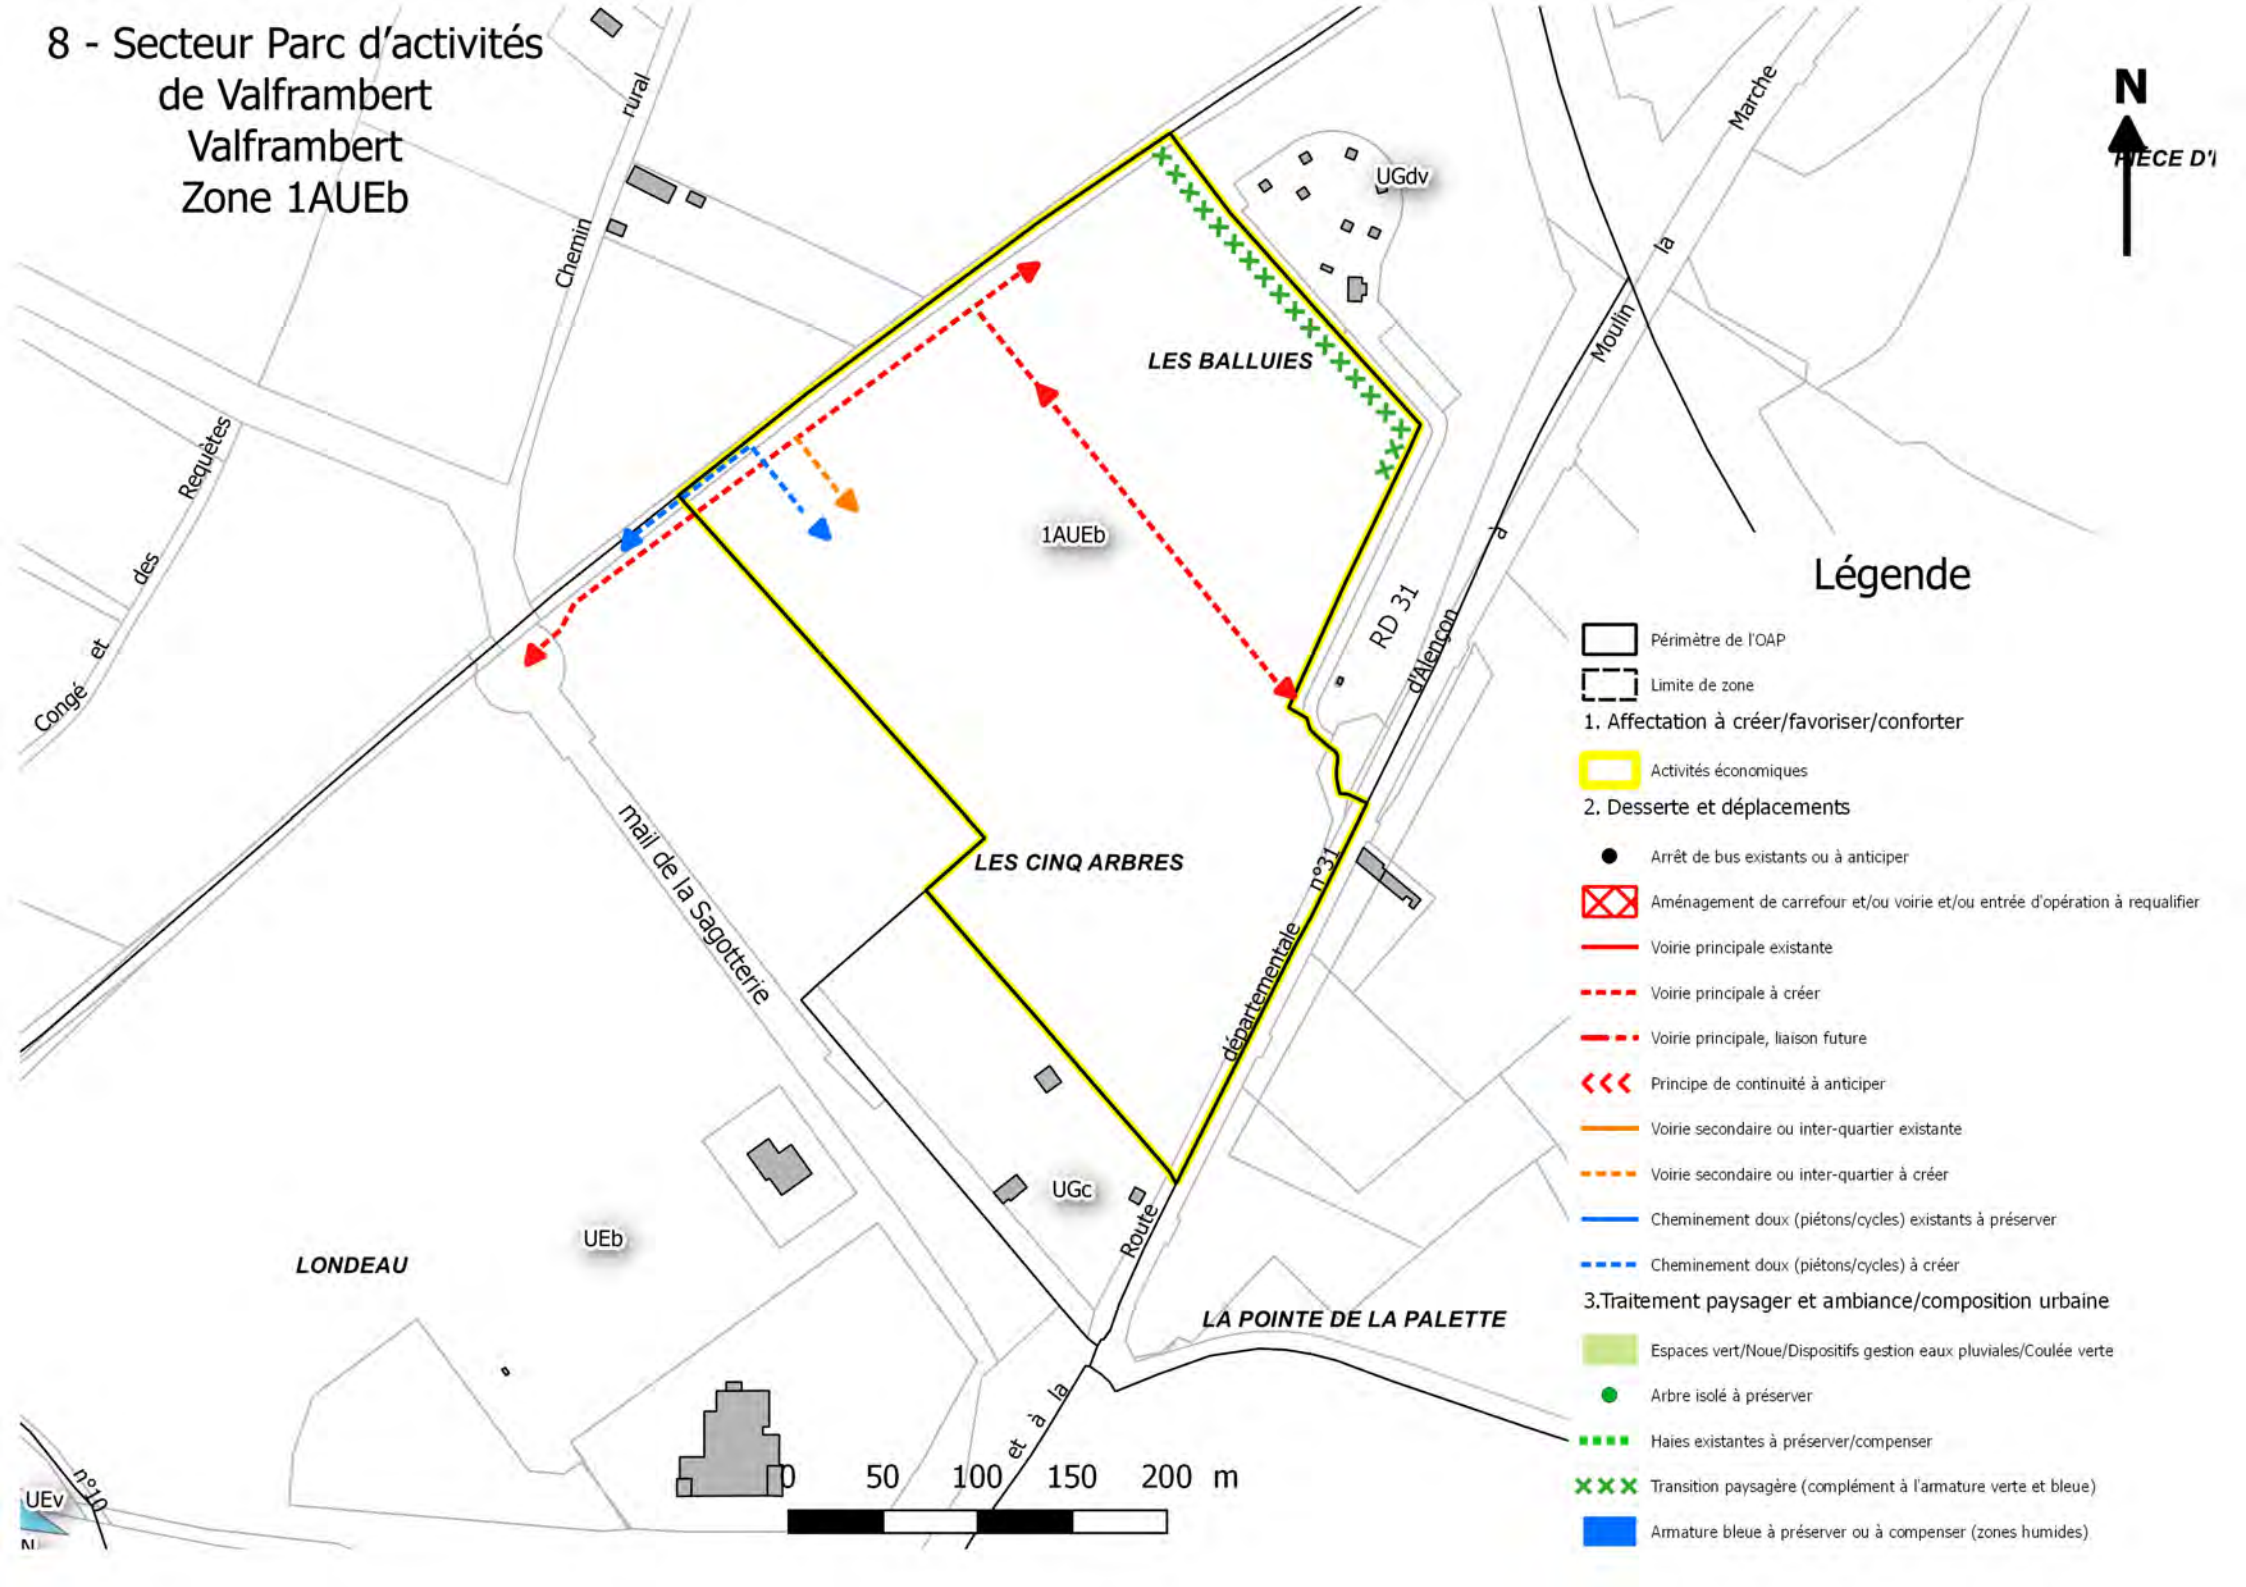 8 - Secteur Parc d'activités
de Valframbert
Valframbert
Zone 1AUEb
N
PIÈCE D'I
Chemin rural
Marche
la
Moulin
à
d'Alençon
UGdv
LES BALLUIES
1AUEb
RD 31
Requêtes
des
et
Congé
mail de la Sagotterie
LES CINQ ARBRES
n°31
départementale
Route
UGc
UEb
LONDEAU
LA POINTE DE LA PALETTE
et à la
0 50 100 150 200 m
UEv
n°10
N
Légende
Périmètre de l'OAP
Limite de zone
1. Affectation à créer/favoriser/conforter
Activités économiques
2. Desserte et déplacements
Arrêt de bus existants ou à anticiper
Aménagement de carrefour et/ou voirie et/ou entrée d'opération à requalifier
Voirie principale existante
Voirie principale à créer
Voirie principale, liaison future
Principe de continuité à anticiper
Voirie secondaire ou inter-quartier existante
Voirie secondaire ou inter-quartier à créer
Cheminement doux (piétons/cycles) existants à préserver
Cheminement doux (piétons/cycles) à créer
3.Traitement paysager et ambiance/composition urbaine
Espaces vert/Noue/Dispositifs gestion eaux pluviales/Coulée verte
Arbre isolé à préserver
Haies existantes à préserver/compenser
Transition paysagère (complément à l'armature verte et bleue)
Armature bleue à préserver ou à compenser (zones humides)